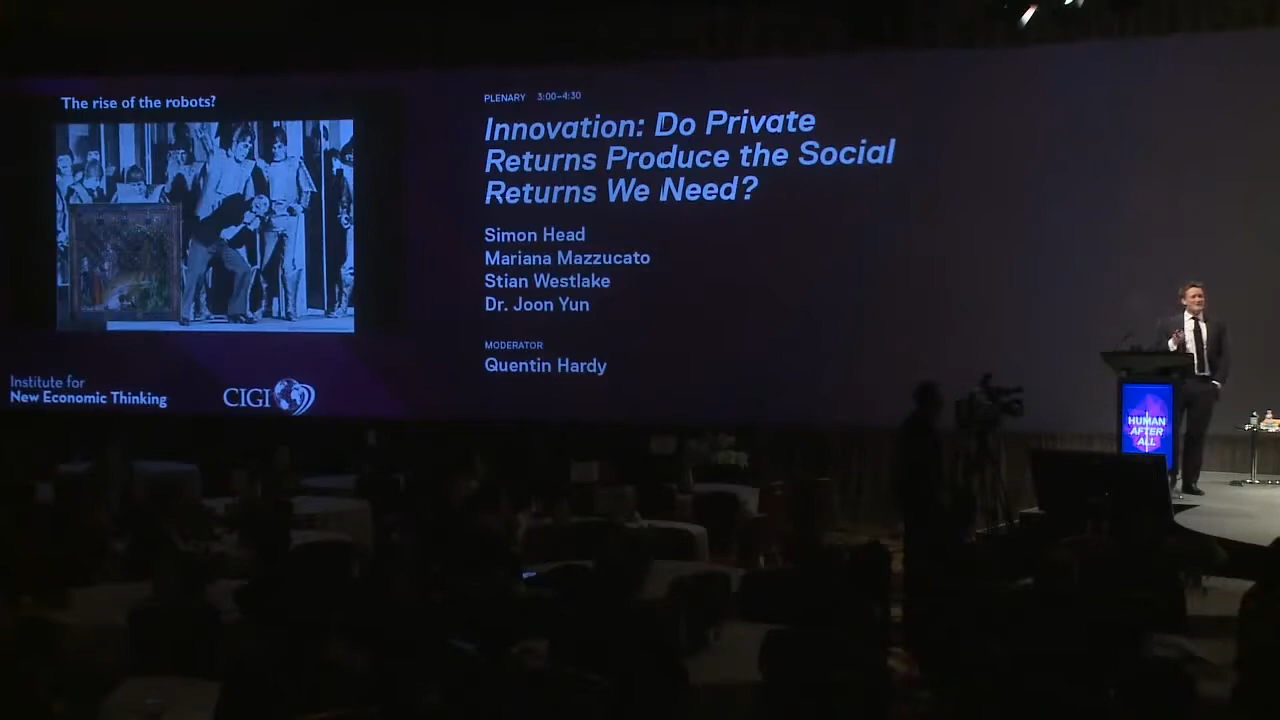 The rise of the robots?
Institute for
New Economic Thinking
CIGI
PLENARY 3:00–4:30
Innovation: Do Private
Returns Produce the Social
Returns We Need?
Simon Head
Mariana Mazzucato
Stian Westlake
Dr. Joon Yun
MODERATOR
Quentin Hardy
HUMAN
AFTER
ALL